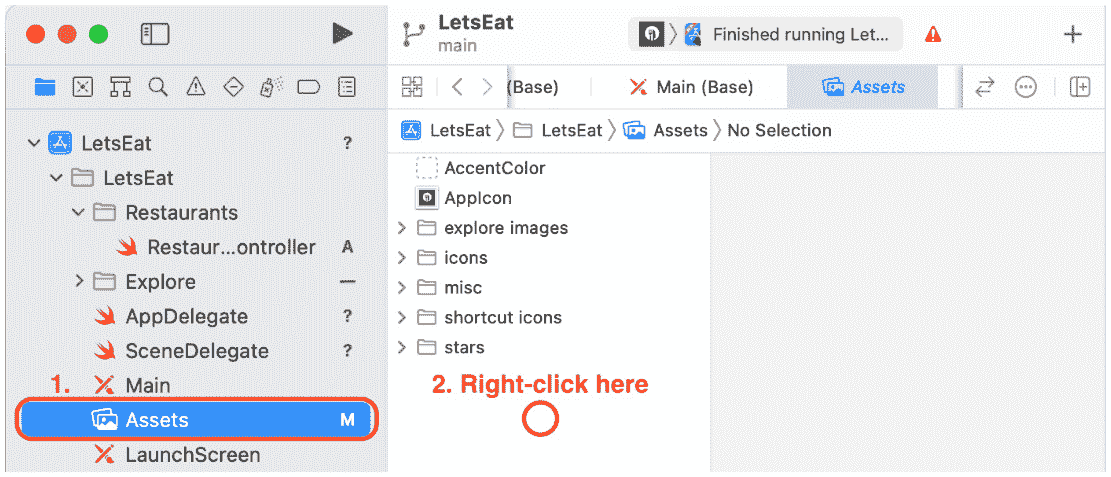 LetsEat
main
Finished running Let...
(Base)
Main (Base)
Assets
LetsEat
LetsEat
Assets
No Selection
LetsEat ?
LetsEat
Restaurants
Restaur...ontroller A
Explore —
AppDelegate ?
SceneDelegate ?
1. Main
Assets M
LaunchScreen
AccentColor
AppIcon
explore images
icons
misc
shortcut icons
stars
2. Right-click here